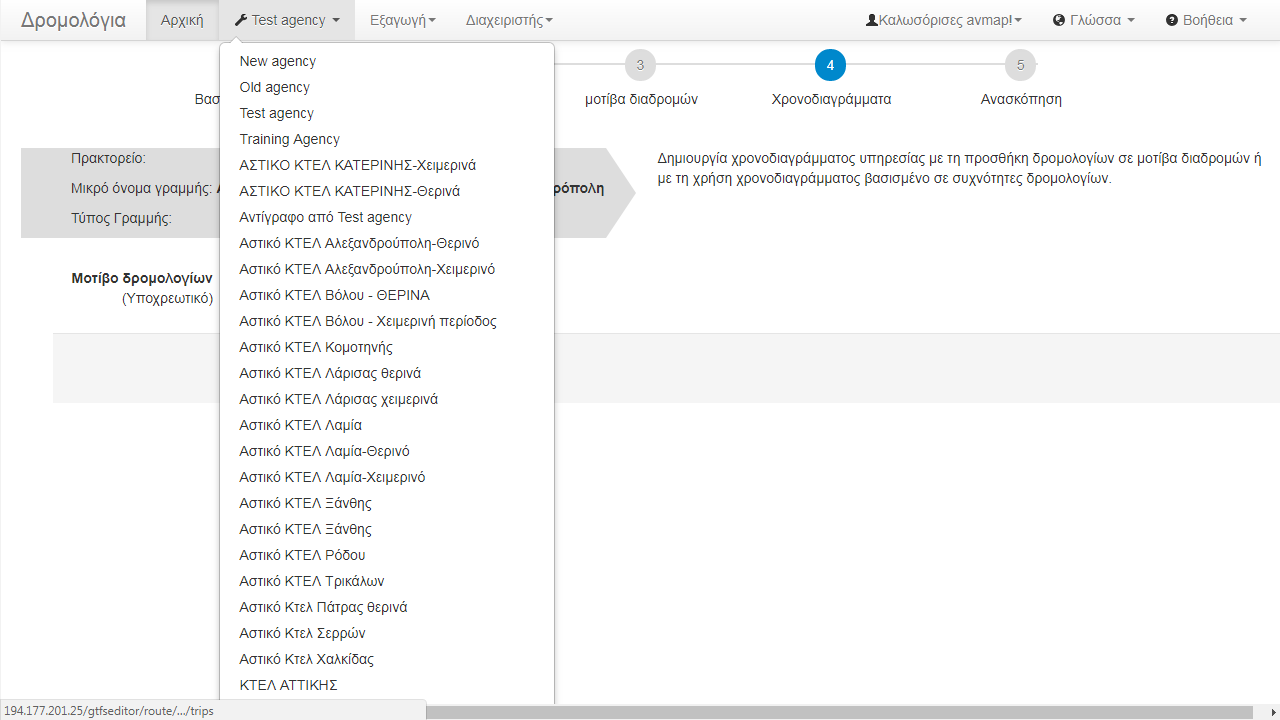 Δρομολόγια Αρχική Test agency Εξαγωγή Διαχειριστής Καλωσόρισες avmap! Γλώσσα Βοήθεια
New agency
Old agency
Test agency
Training Agency
ΑΣΤΙΚΟ ΚΤΕΛ ΚΑΤΕΡΙΝΗΣ-Χειμερινά
ΑΣΤΙΚΟ ΚΤΕΛ ΚΑΤΕΡΙΝΗΣ-Θερινά
Αντίγραφο από Test agency
Αστικό ΚΤΕΛ Αλεξανδρούπολη-Θερινό
Αστικό ΚΤΕΛ Αλεξανδρούπολη-Χειμερινό
Αστικό ΚΤΕΛ Βόλου - ΘΕΡΙΝΑ
Αστικό ΚΤΕΛ Βόλου - Χειμερινή περίοδος
Αστικό ΚΤΕΛ Κομοτηνής
Αστικό ΚΤΕΛ Λάρισας θερινά
Αστικό ΚΤΕΛ Λάρισας χειμερινά
Αστικό ΚΤΕΛ Λαμία
Αστικό ΚΤΕΛ Λαμία-Θερινό
Αστικό ΚΤΕΛ Λαμία-Χειμερινό
Αστικό ΚΤΕΛ Ξάνθης
Αστικό ΚΤΕΛ Ξάνθης
Αστικό ΚΤΕΛ Ρόδου
Αστικό ΚΤΕΛ Τρικάλων
Αστικό Κτελ Πάτρας θερινά
Αστικό Κτελ Σερρών
Αστικό Κτελ Χαλκίδας
ΚΤΕΛ ΑΤΤΙΚΗΣ
3 4 5
Βασ μοτίβα διαδρομών Χρονοδιαγράμματα Ανασκόπηση
Πρακτορείο:
Μικρό όνομα γραμμής: ρόπολη
Τύπος Γραμμής:
Δημιουργία χρονοδιαγράμματος υπηρεσίας με τη προσθήκη δρομολογίων σε μοτίβα διαδρομών ή
με τη χρήση χρονοδιαγράμματος βασισμένο σε συχνότητες δρομολογίων.
Μοτίβο δρομολογίων
(Υποχρεωτικό)
194.177.201.25/gtfseditor/route/.../trips